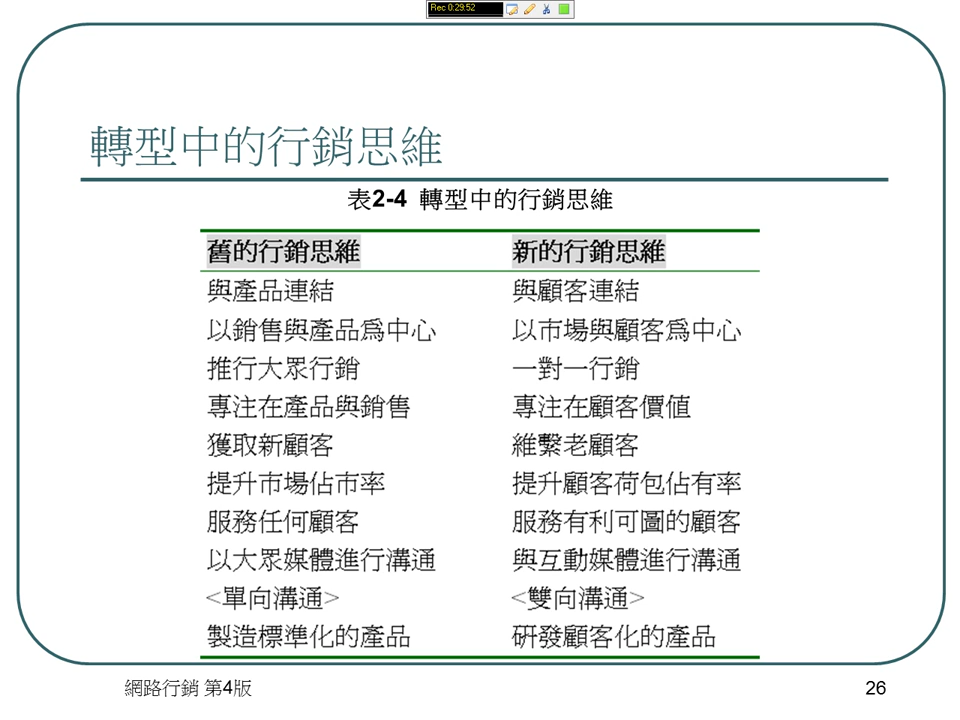 Rec 0:29:52
轉型中的行銷思維
表2-4 轉型中的行銷思維
舊的行銷思維 新的行銷思維
與產品連結 與顧客連結
以銷售與產品為中心 以市場與顧客為中心
推行大眾行銷 一對一行銷
專注在產品與銷售 專注在顧客價值
獲取新顧客 維繫老顧客
提升市場佔市率 提升顧客荷包佔有率
服務任何顧客 服務有利可圖的顧客
以大眾媒體進行溝通 與互動媒體進行溝通
<單向溝通> <雙向溝通>
製造標準化的產品 研發顧客化的產品
網路行銷 第4版 26